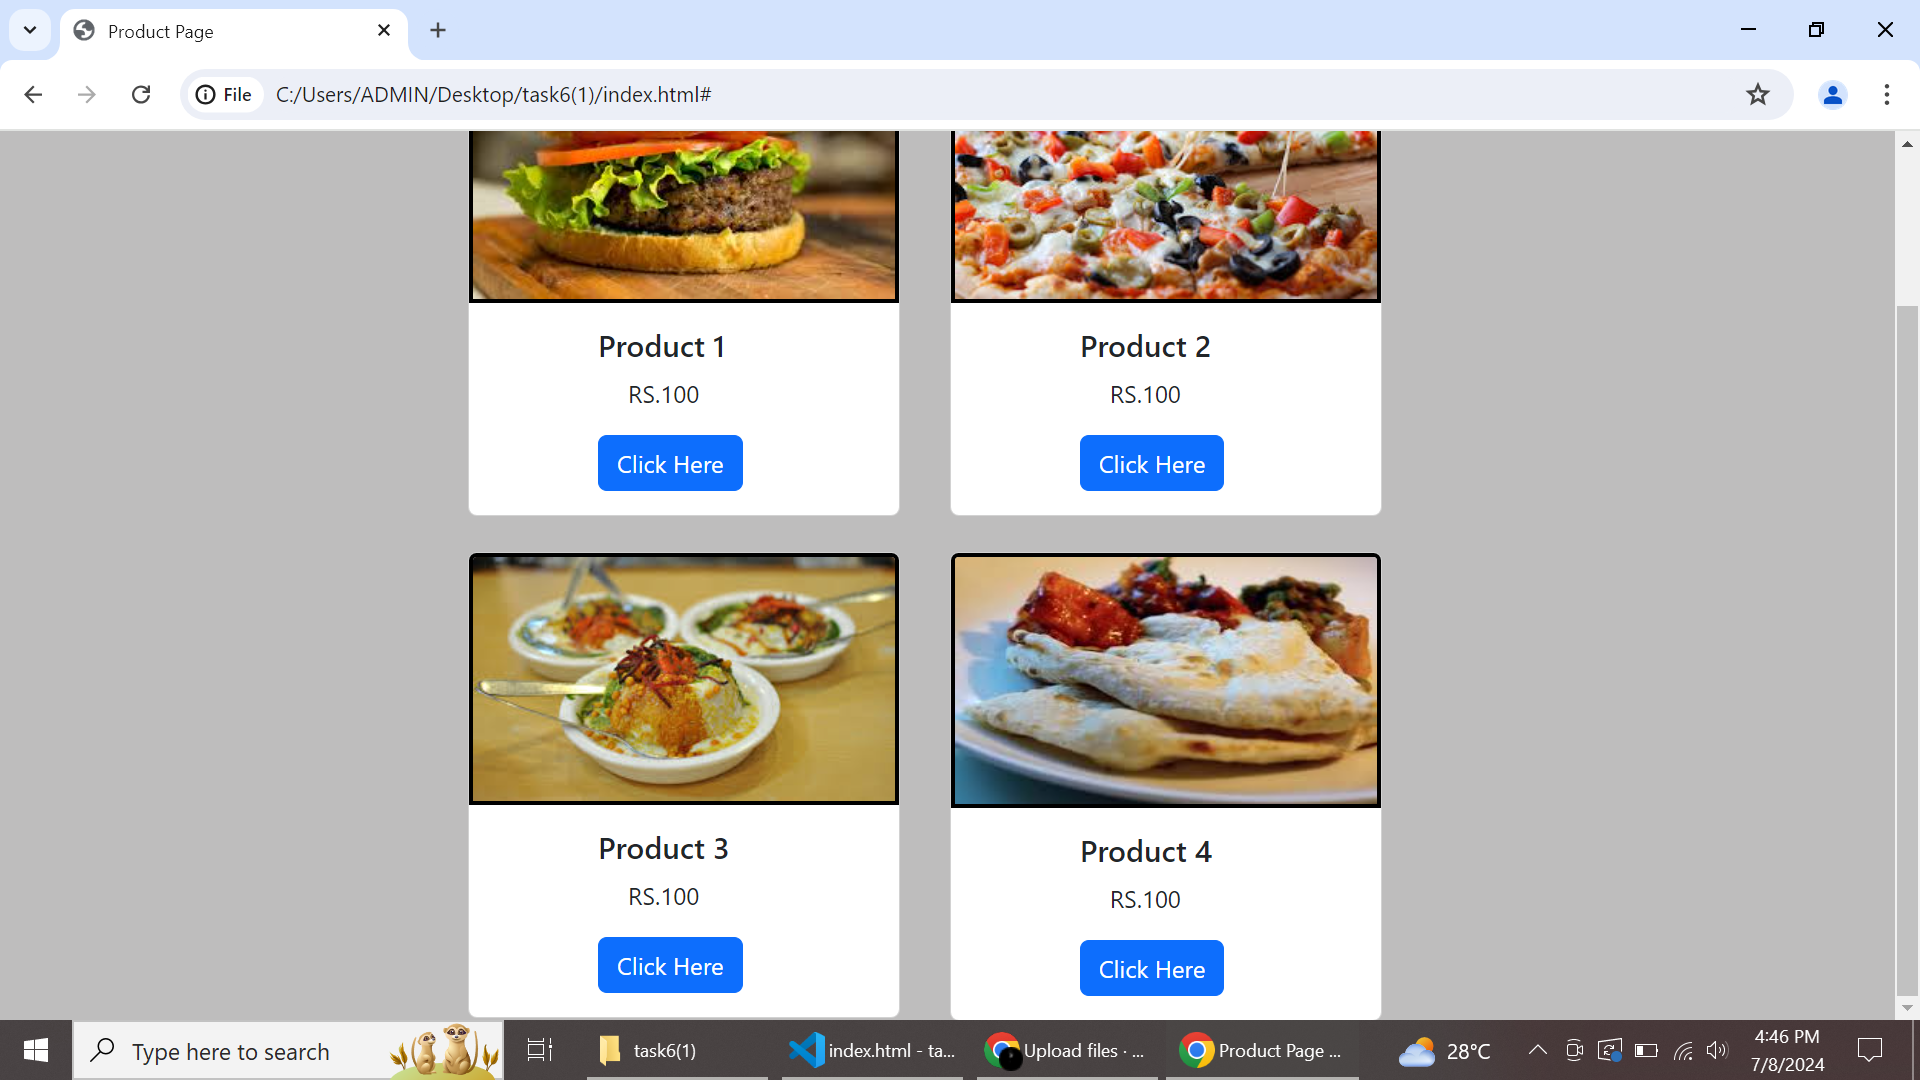 Product Page
File C:/Users/ADMIN/Desktop/task6(1)/index.html#
Product 1
RS.100
Click Here
Product 2
RS.100
Click Here
Product 3
RS.100
Click Here
Product 4
RS.100
Click Here
Type here to search
task6(1)
index.html - ta...
Upload files · ...
Product Page ...
28°C
4:46 PM
7/8/2024